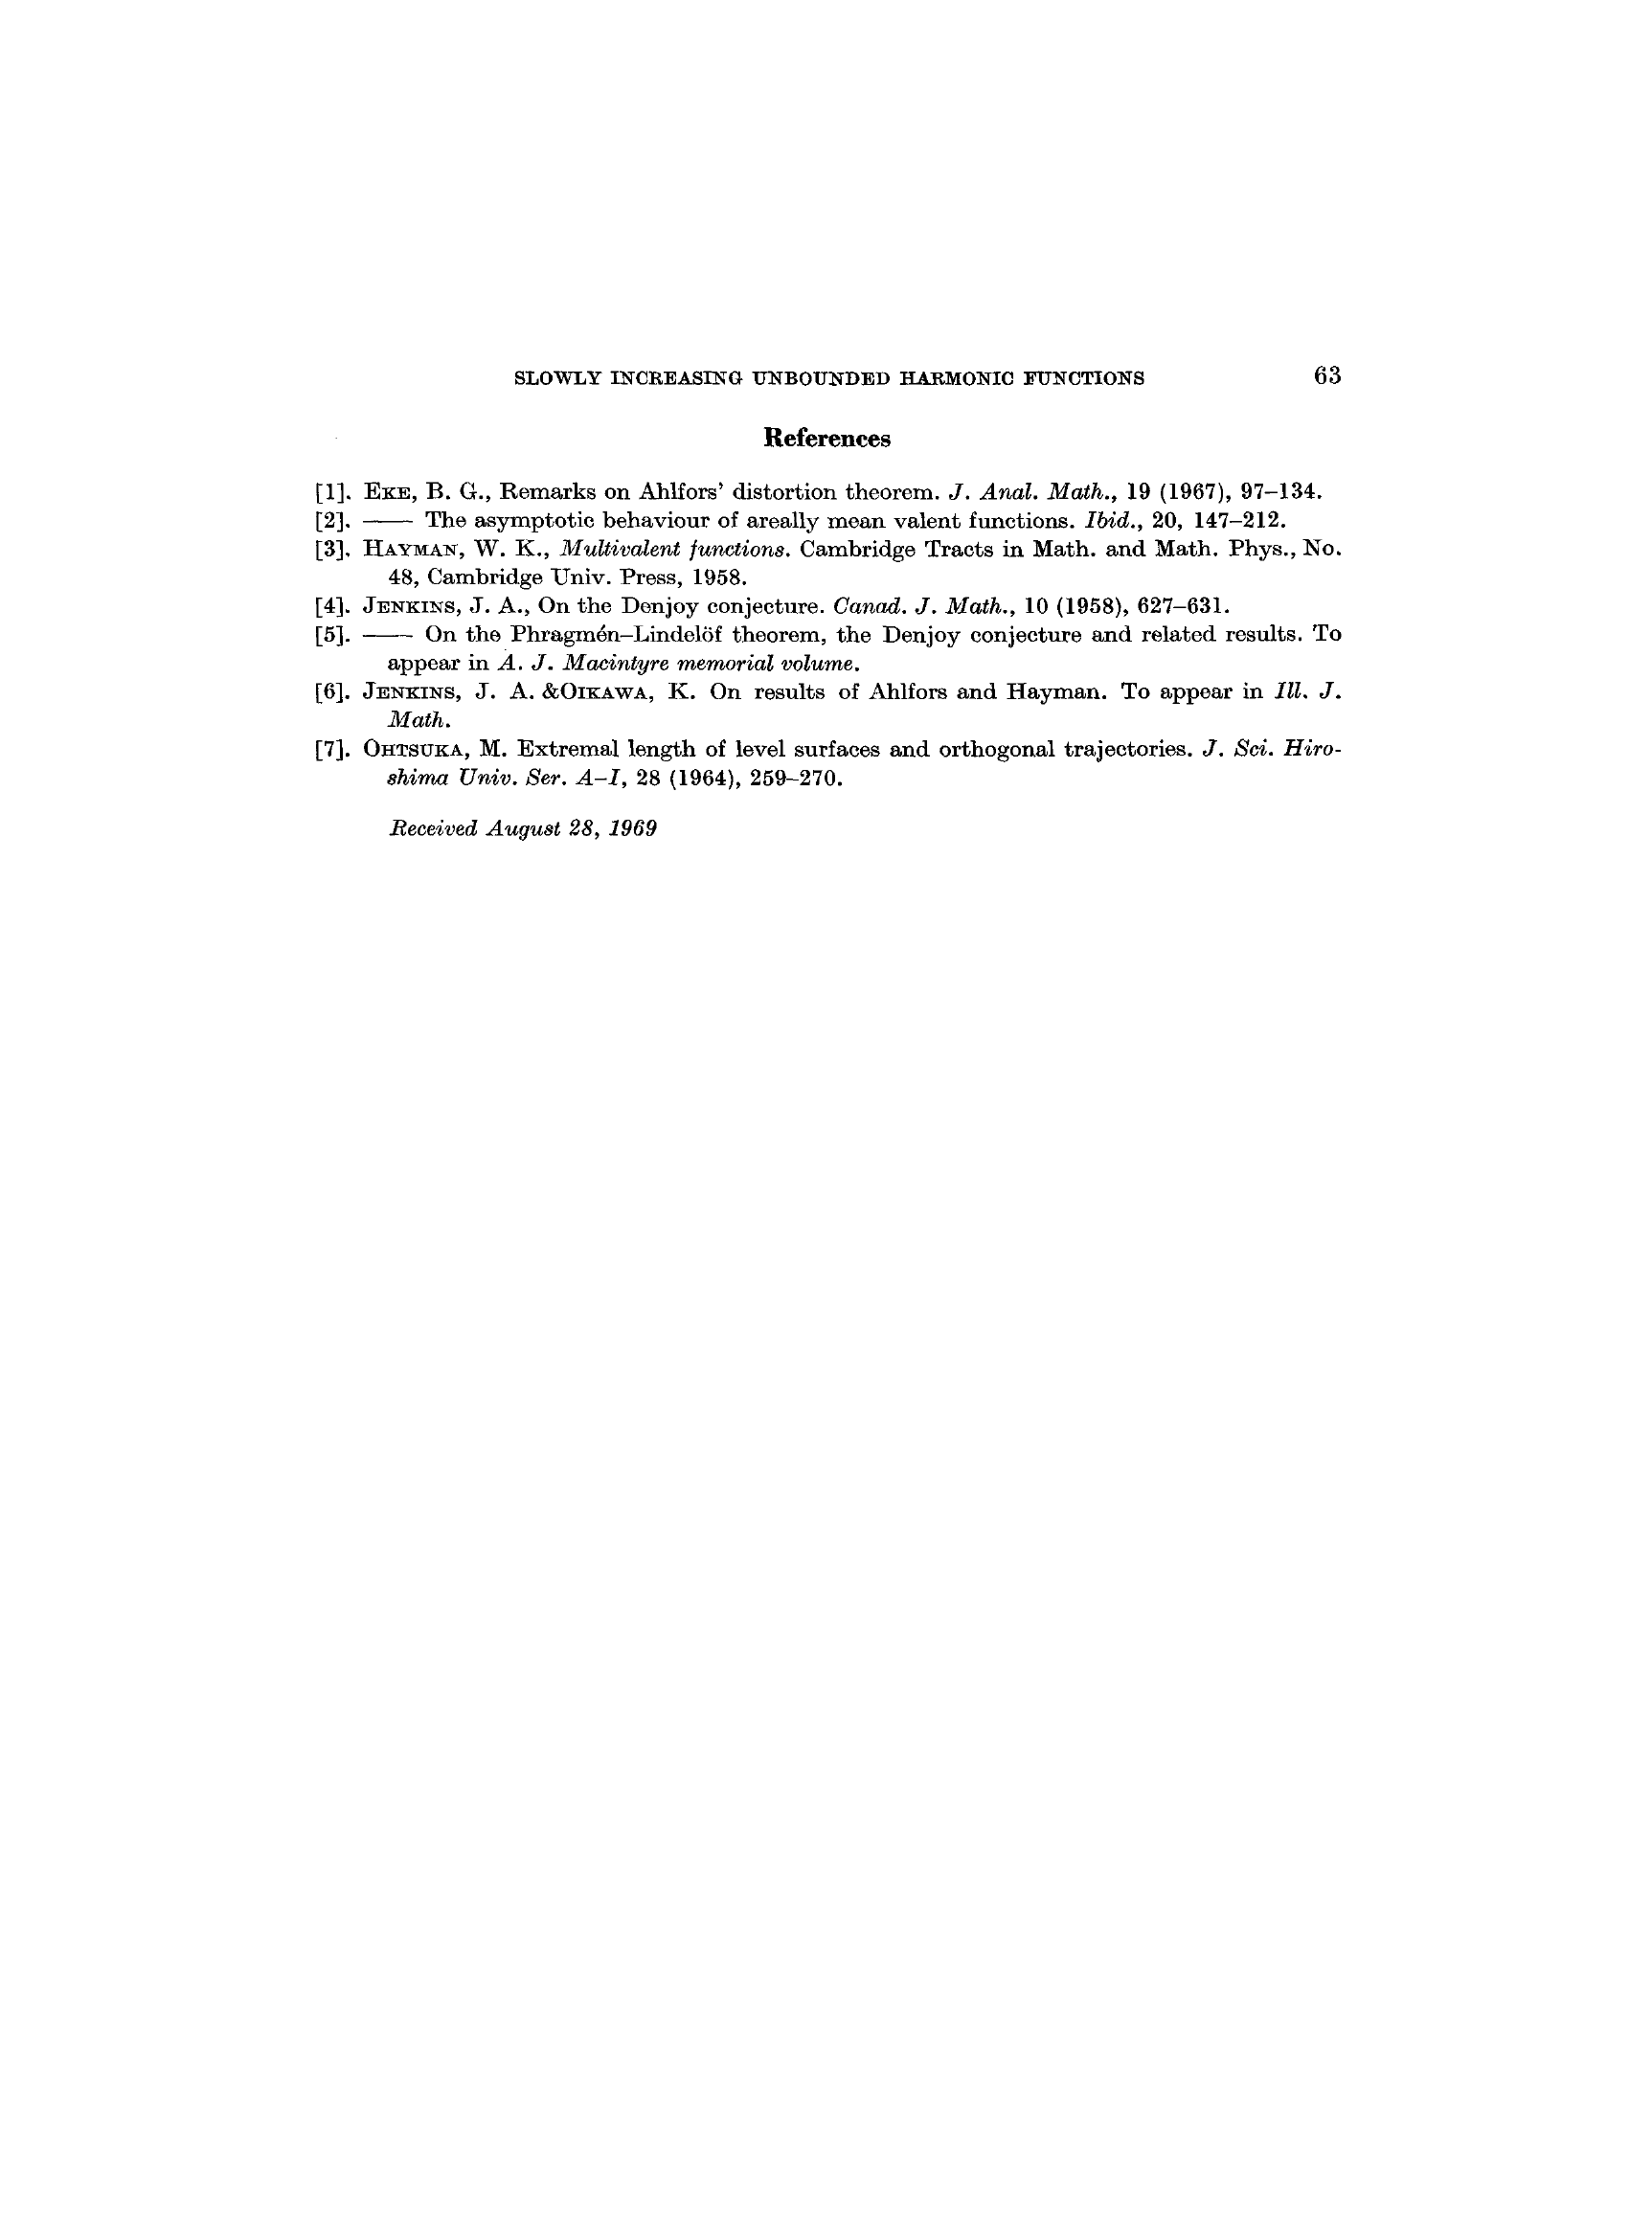 SLOWLY INCREASING UNBOUNDED HARMONIC FUNCTIONS 63
References
[1]. EKE, B. G., Remarks on Ahlfors’ distortion theorem. J. Anal. Math., 19 (1967), 97–134.
[2]. —— The asymptotic behaviour of areally mean valent functions. Ibid., 20, 147–212.
[3]. HAYMAN, W. K., Multivalent functions. Cambridge Tracts in Math. and Math. Phys., No.
48, Cambridge Univ. Press, 1958.
[4]. JENKINS, J. A., On the Denjoy conjecture. Canad. J. Math., 10 (1958), 627–631.
[5]. —— On the Phragmén–Lindelöf theorem, the Denjoy conjecture and related results. To
appear in A. J. Macintyre memorial volume.
[6]. JENKINS, J. A. &OIKAWA, K. On results of Ahlfors and Hayman. To appear in Ill. J.
Math.
[7]. OHTSUKA, M. Extremal length of level surfaces and orthogonal trajectories. J. Sci. Hiro-
shima Univ. Ser. A–I, 28 (1964), 259–270.
Received August 28, 1969